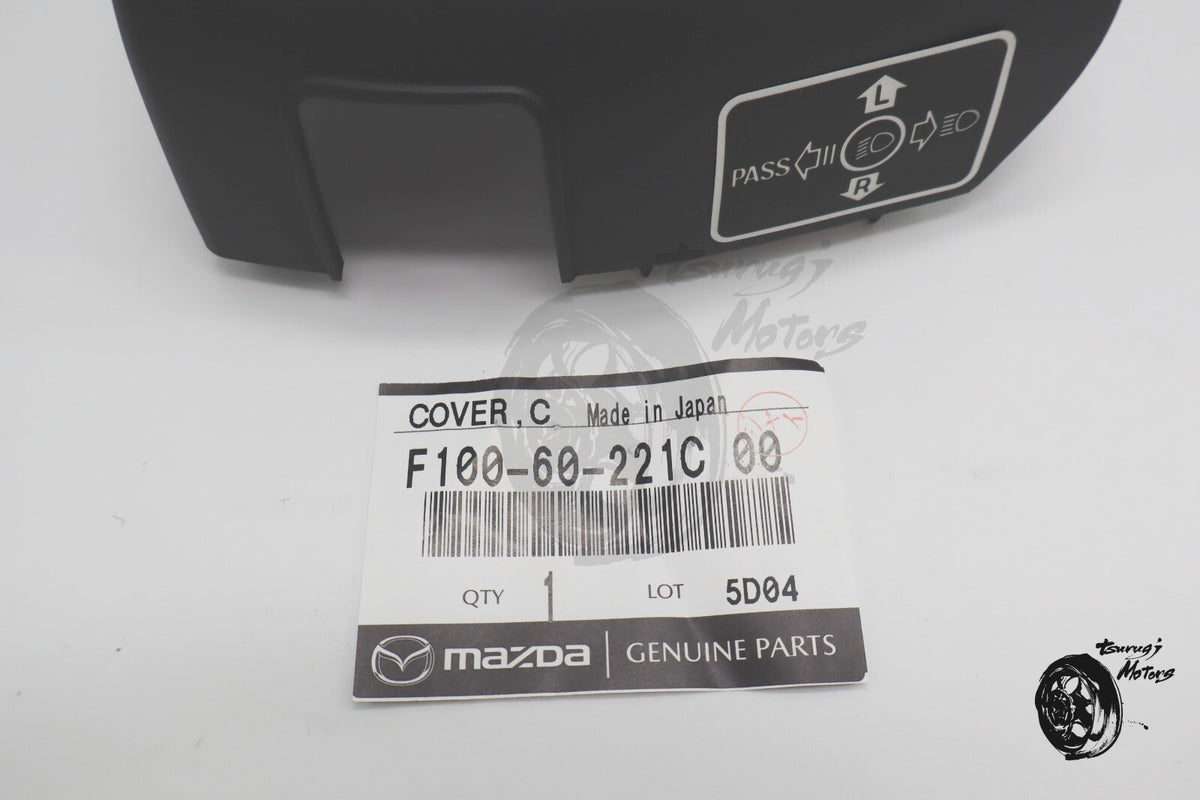 L
PASS
R
tsurugi
Motors
COVER,C Made in Japan
F100-60-221C 00
QTY 1 LOT 5D04
mazda GENUINE PARTS
tsurugi
Motors